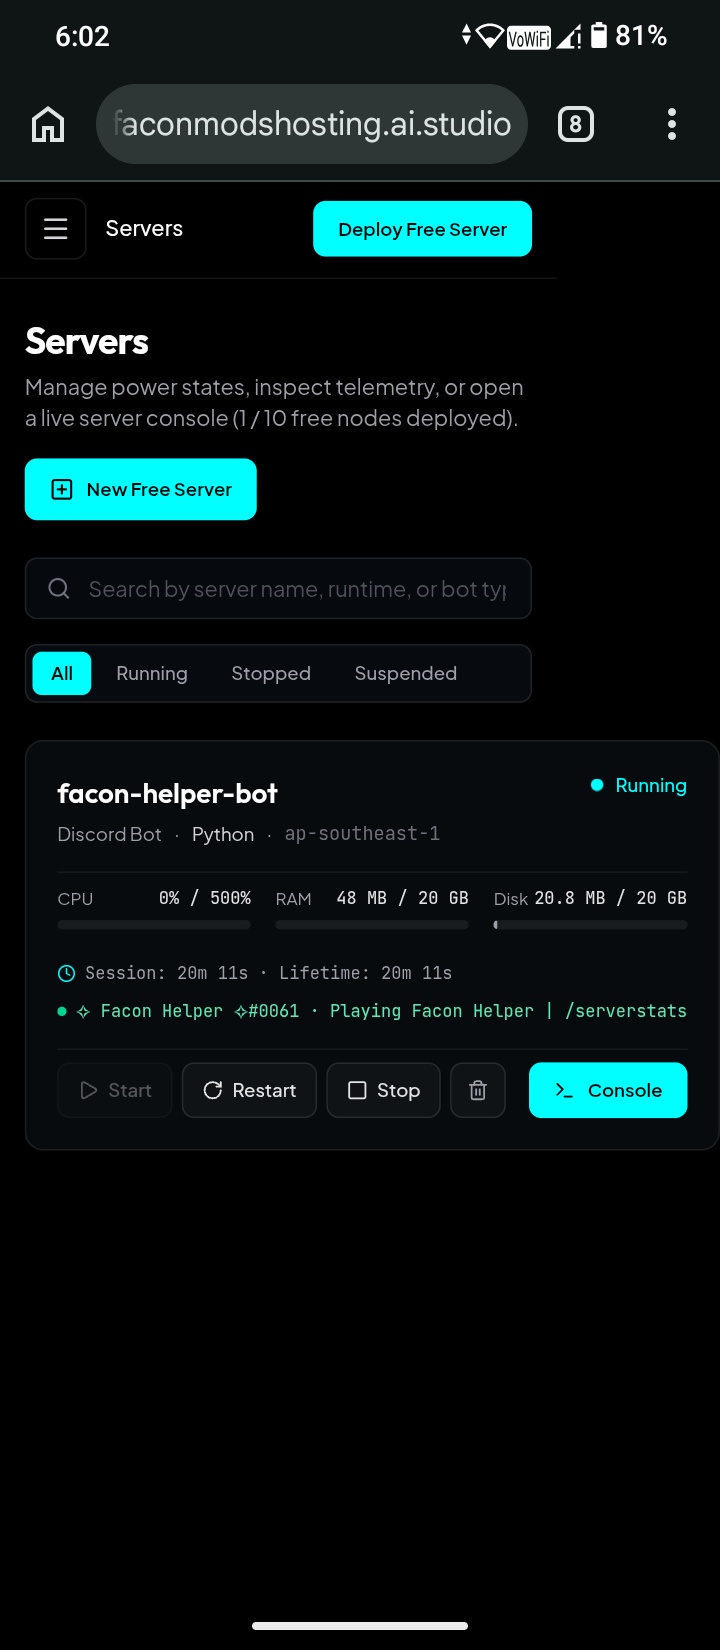 6:02
VoWiFi
81%
faconmodshosting.ai.studio
8
Servers
Deploy Free Server
Servers
Manage power states, inspect telemetry, or open
a live server console (1 / 10 free nodes deployed).
New Free Server
Search by server name, runtime, or bot typ
All Running Stopped Suspended
facon-helper-bot
Running
Discord Bot · Python · ap-southeast-1
CPU 0% / 500% RAM 48 MB / 20 GB Disk 20.8 MB / 20 GB
Session: 20m 11s · Lifetime: 20m 11s
✧ Facon Helper ✧#0061 · Playing Facon Helper | /serverstats
Start Restart Stop Console